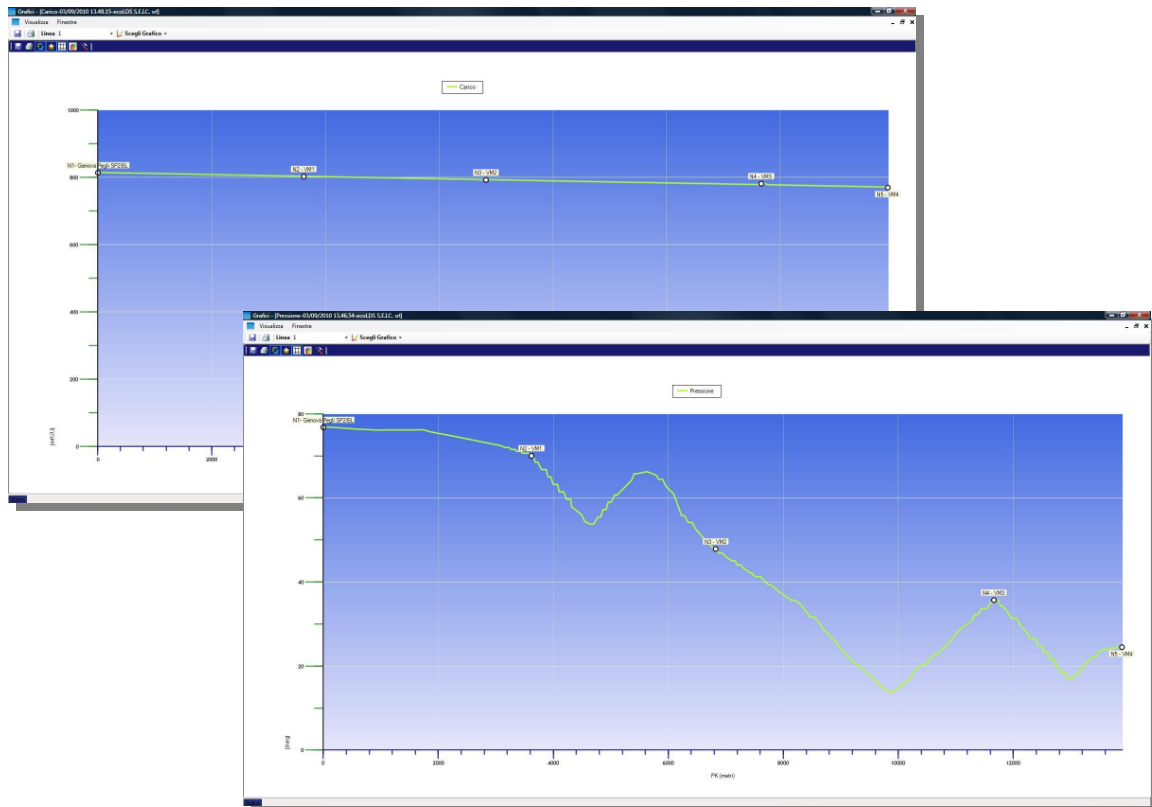 Grafici - [Carico-03/09/2010 13.48.15-ecoLDS S.E.I.C. srl]
Visualizza Finestre
Linea 1 Scegli Grafico
Carico
1000
N1- Genova Pegli SP2/BL
N2 - VM1
N3 - VM2
N4 - VM3
N5 - VM4
800
600
400
200
0
0
2000
Grafici - [Pressione-03/09/2010 13.46.54-ecoLDS S.E.I.C. srl]
Visualizza Finestre
Linea 1 Scegli Grafico
Pressione
80
N1- Genova Pegli SP2/BL
N2 - VM1
60
N3 - VM2
40
N4 - VM3
20
N5 - VM4
0
0 2000 4000 6000 8000 10000 12000
PK (metri)